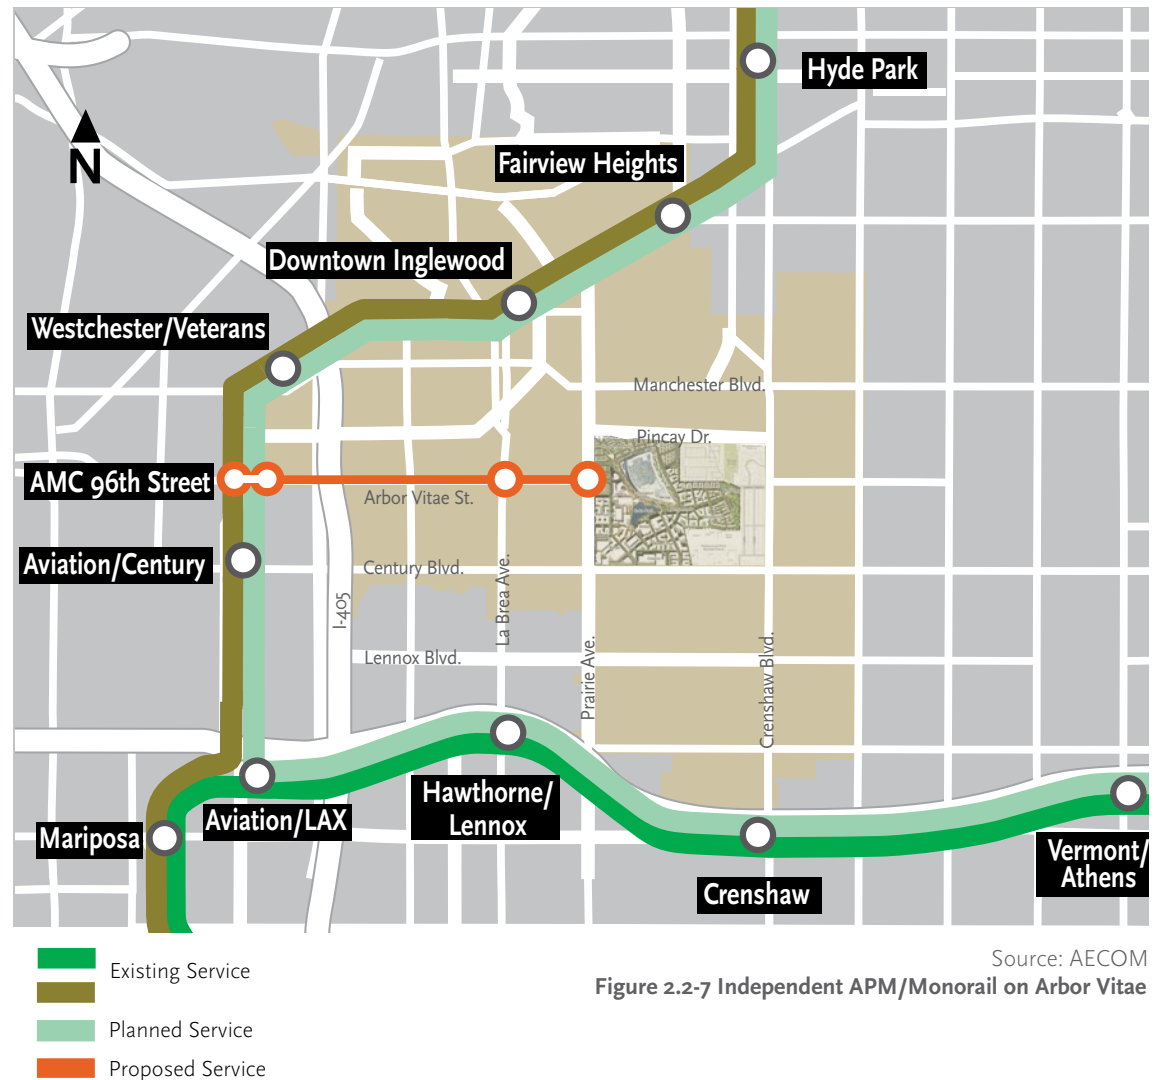 Hyde Park
N
Fairview Heights
Downtown Inglewood
Westchester/Veterans
Manchester Blvd.
Pincay Dr.
AMC 96th Street
Arbor Vitae St.
Aviation/Century
Century Blvd.
La Brea Ave.
I-405
Lennox Blvd.
Prairie Ave.
Crenshaw Blvd.
Hawthorne/
Lennox
Aviation/LAX
Mariposa
Vermont/
Athens
Crenshaw
Existing Service
Planned Service
Proposed Service
Source: AECOM
Figure 2.2-7 Independent APM/Monorail on Arbor Vitae